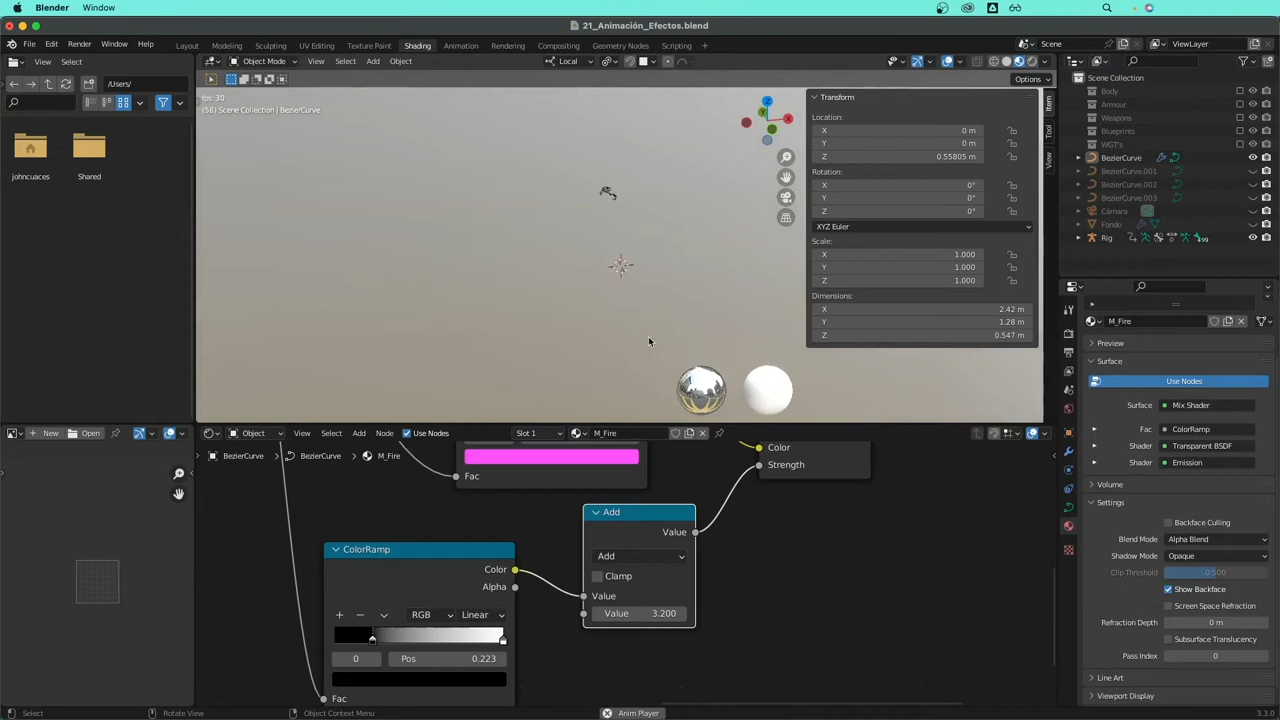 Blender Window
21_Animación_Efectos.blend
File Edit Render Window Help Layout Modeling Sculpting UV Editing Texture Paint Shading Animation Rendering Compositing Geometry Nodes Scripting Scene ViewLayer
View Select Object Mode View Select Add Object Local
/Users/ Options
fps: 30
(56) Scene Collection | BezierCurve
johncuaces Shared
Transform
Location:
X 0 m
Y 0 m
Z 0.55805 m
Rotation:
X 0°
Y 0°
Z 0°
XYZ Euler
Scale:
X 1.000
Y 1.000
Z 1.000
Dimensions:
X 2.42 m
Y 1.28 m
Z 0.547 m
Item
Tool
View
Z
X
Y
Scene Collection
Body
Armour
Weapons
Blueprints
WGT's
BezierCurve
BezierCurve.001
BezierCurve.002
BezierCurve.003
Cámara
Fondo
Rig
M_Fire
Preview
Surface
Use Nodes
Surface Mix Shader
Fac ColorRamp
Shader Transparent BSDF
Shader Emission
Volume
Settings
Backface Culling
Blend Mode Alpha Blend
Shadow Mode Opaque
Clip Threshold 0.500
Show Backface
Screen Space Refraction
Refraction Depth 0 m
Subsurface Translucency
Pass Index 0
Line Art
Viewport Display
New Open Object View Select Add Node Use Nodes Slot 1 M_Fire
BezierCurve BezierCurve M_Fire
Fac
Color
Strength
Add
Value
Add
Clamp
Value
Value 3.200
ColorRamp
Color
Alpha
RGB Linear
0 Pos 0.223
Fac
Select Rotate View Object Context Menu Anim Player 3.3.0